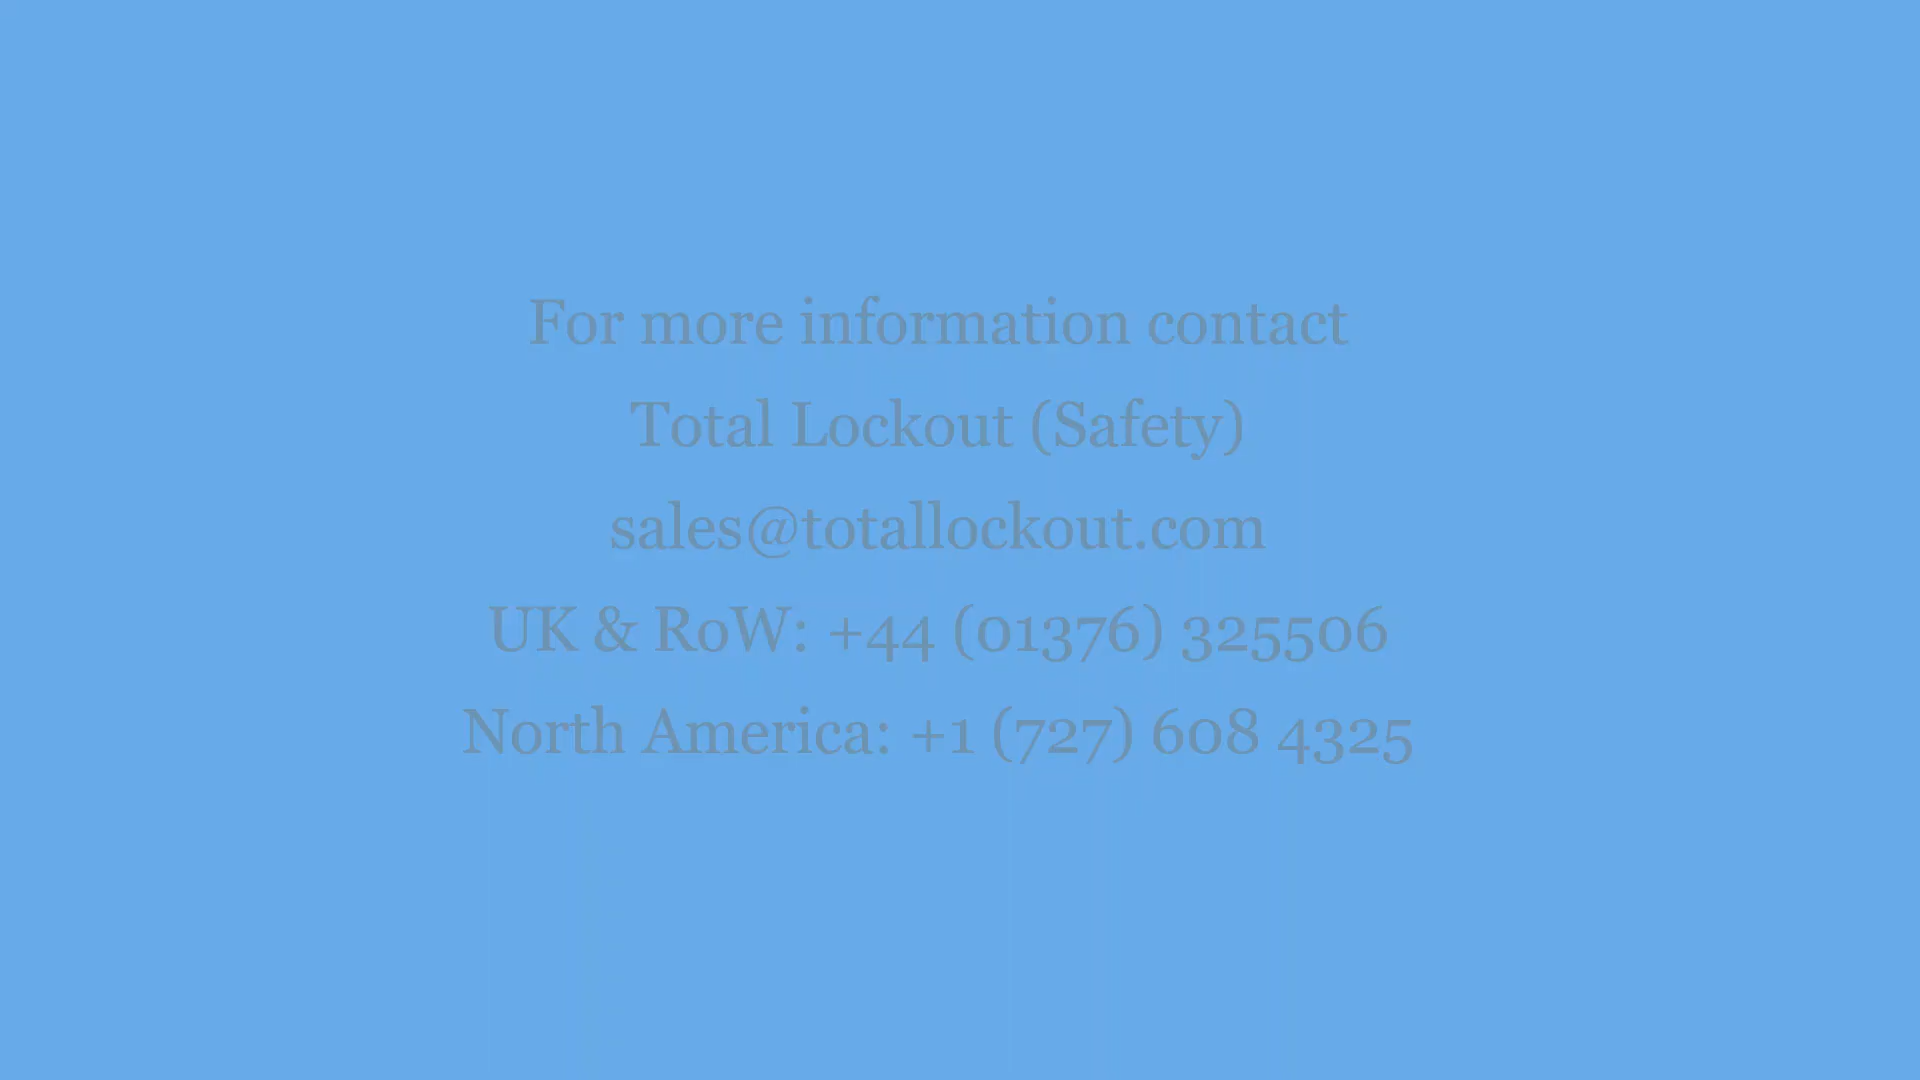 For more information contact
Total Lockout (Safety)
sales@totallockout.com
UK & RoW: +44 (01376) 325506
North America: +1 (727) 608 4325